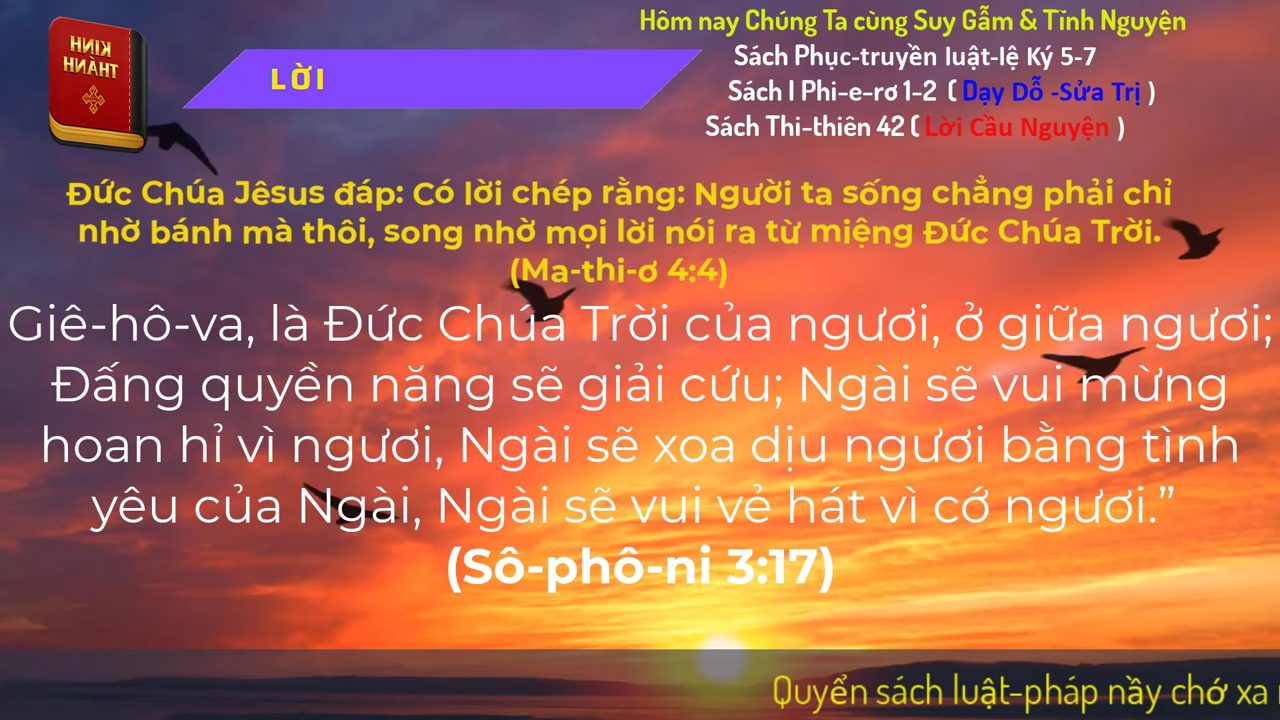 KINH
THÁNH
LỜI
Hôm nay Chúng Ta cùng Suy Gẫm & Tĩnh Nguyện
Sách Phục-truyền luật-lệ Ký 5-7
Sách I Phi-e-rơ 1-2 ( Dạy Dỗ -Sửa Trị )
Sách Thi-thiên 42 ( Lời Cầu Nguyện )
Đức Chúa Jêsus đáp: Có lời chép rằng: Người ta sống chẳng phải chỉ
nhờ bánh mà thôi, song nhờ mọi lời nói ra từ miệng Đức Chúa Trời.
(Ma-thi-ơ 4:4)
Giê-hô-va, là Đức Chúa Trời của ngươi, ở giữa ngươi;
Đấng quyền năng sẽ giải cứu; Ngài sẽ vui mừng
hoan hỉ vì ngươi, Ngài sẽ xoa dịu ngươi bằng tình
yêu của Ngài, Ngài sẽ vui vẻ hát vì cớ ngươi.”
(Sô-phô-ni 3:17)
Quyển sách luật-pháp nầy chớ xa